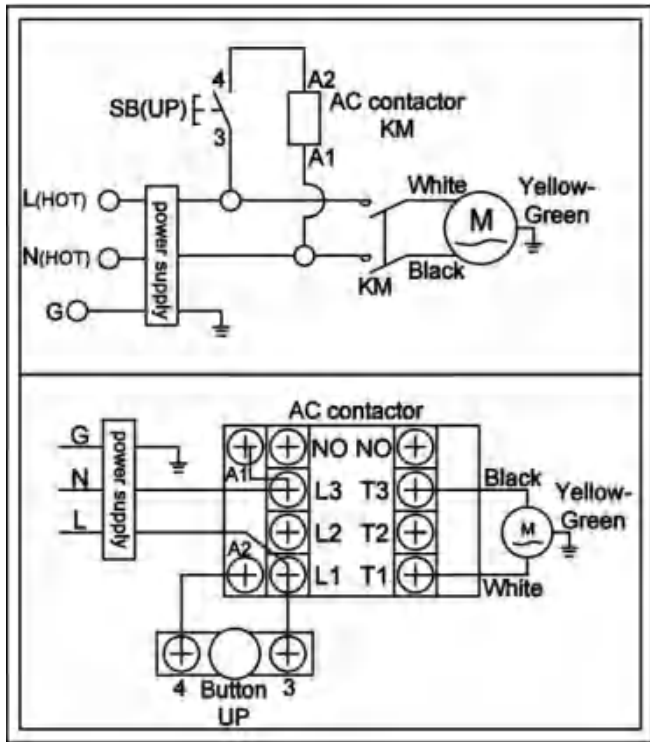 4
A2
SB(UP)
AC contactor
KM
3
A1
L(HOT)
White
Yellow-
Green
M
power supply
N(HOT)
Black
KM
G
AC contactor
G
NO NO
A1
power supply
N
L3 T3
Black
Yellow-
Green
M
L
L2 T2
A2
L1 T1
White
4
Button
3
UP